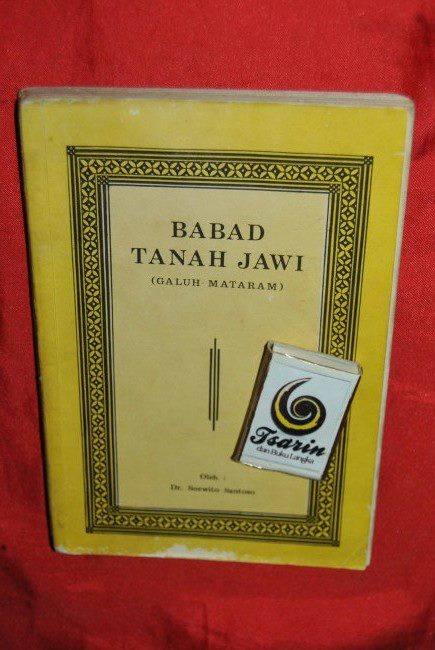 BABAD
TANAH JAWI
(GALUH-MATARAM)
Oleh :
Dr. Soewito Santoso
Tsarin
dan Buku Langka